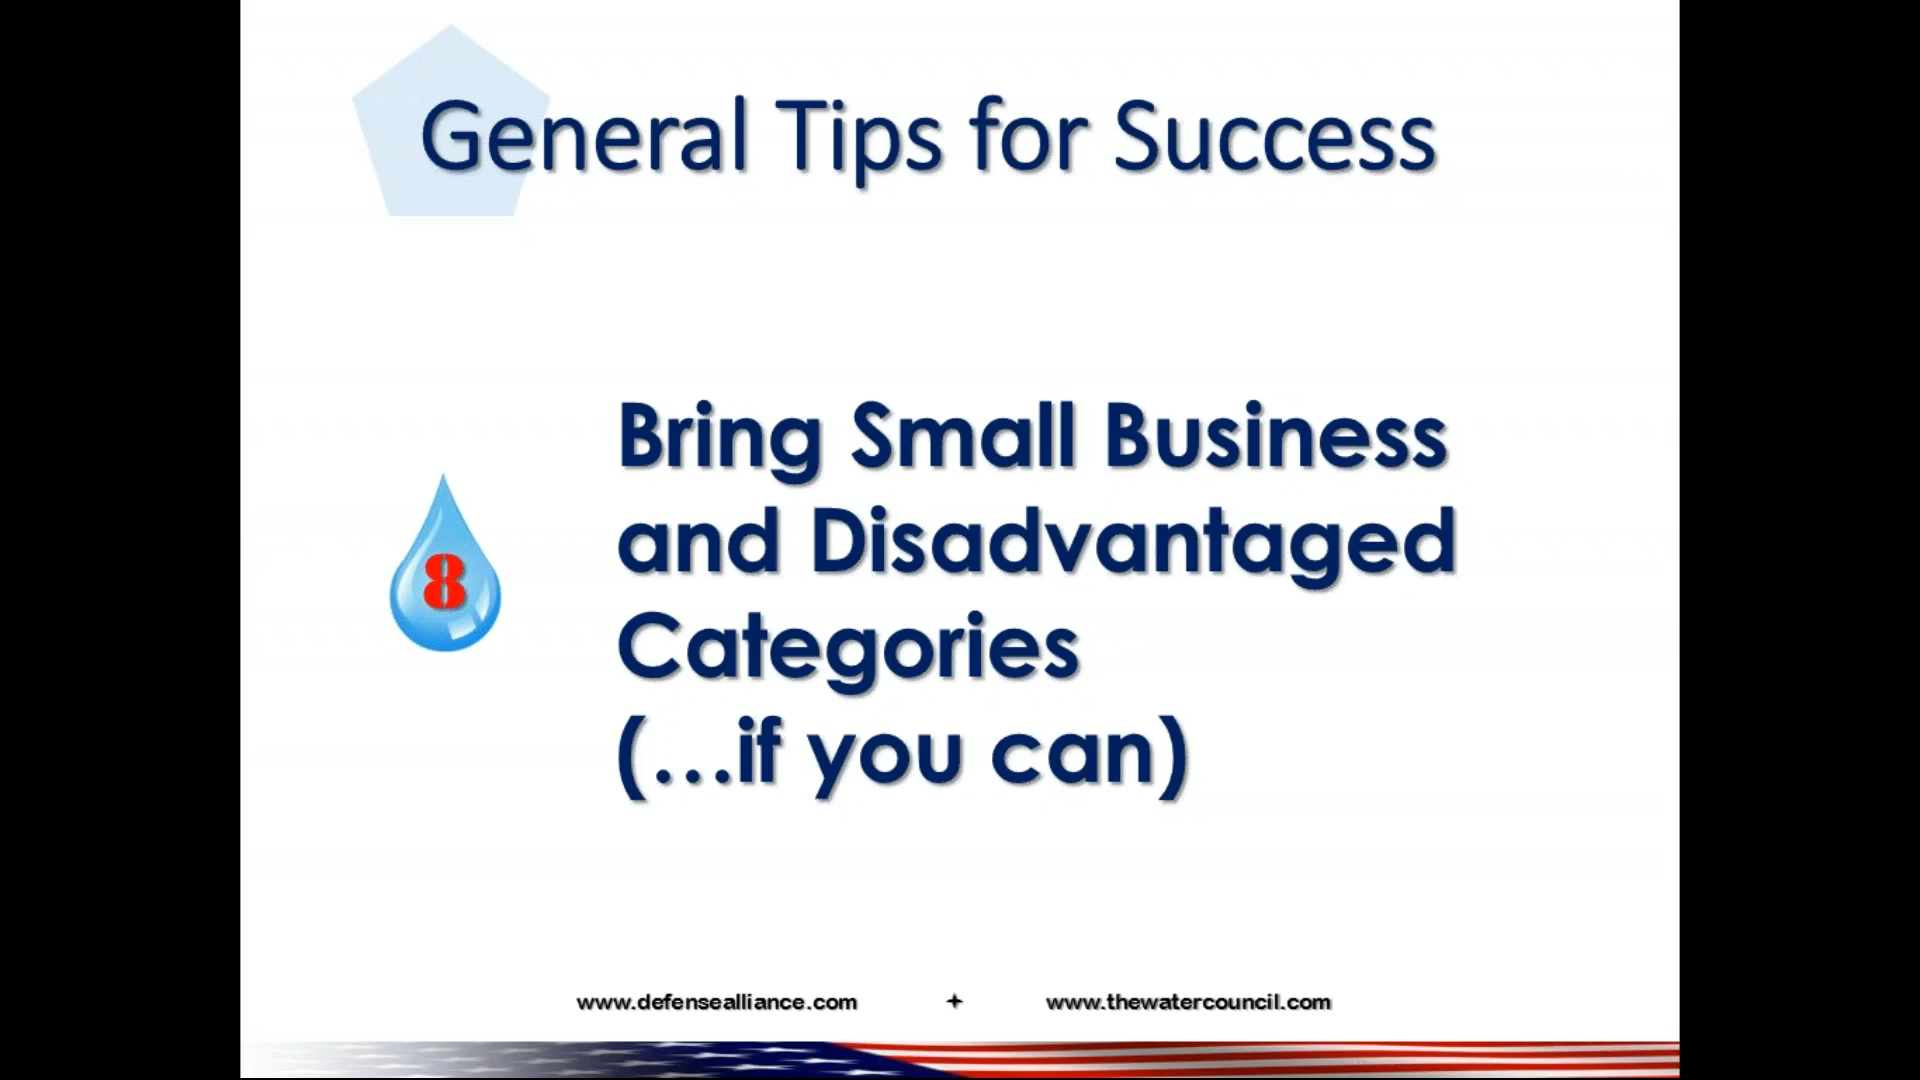 General Tips for Success
8
Bring Small Business
and Disadvantaged
Categories
(...if you can)
www.defensealliance.com + www.thewatercouncil.com